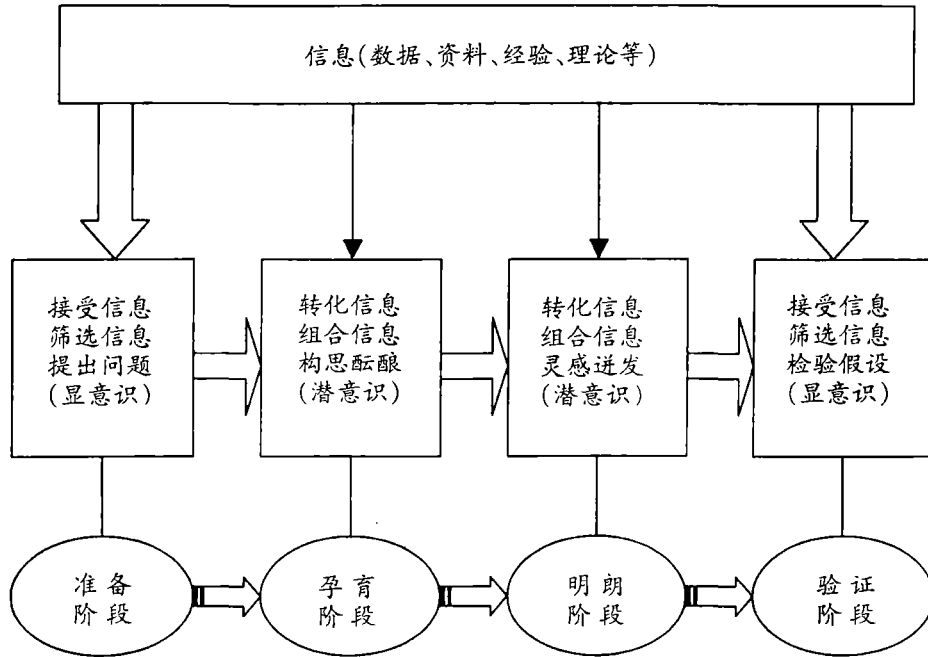 信息(数据、资料、经验、理论等)
接受信息
筛选信息
提出问题
(显意识)
转化信息
组合信息
构思酝酿
(潜意识)
转化信息
组合信息
灵感迸发
(潜意识)
接受信息
筛选信息
检验假设
(显意识)
准备
阶段
孕育
阶段
明朗
阶段
验证
阶段